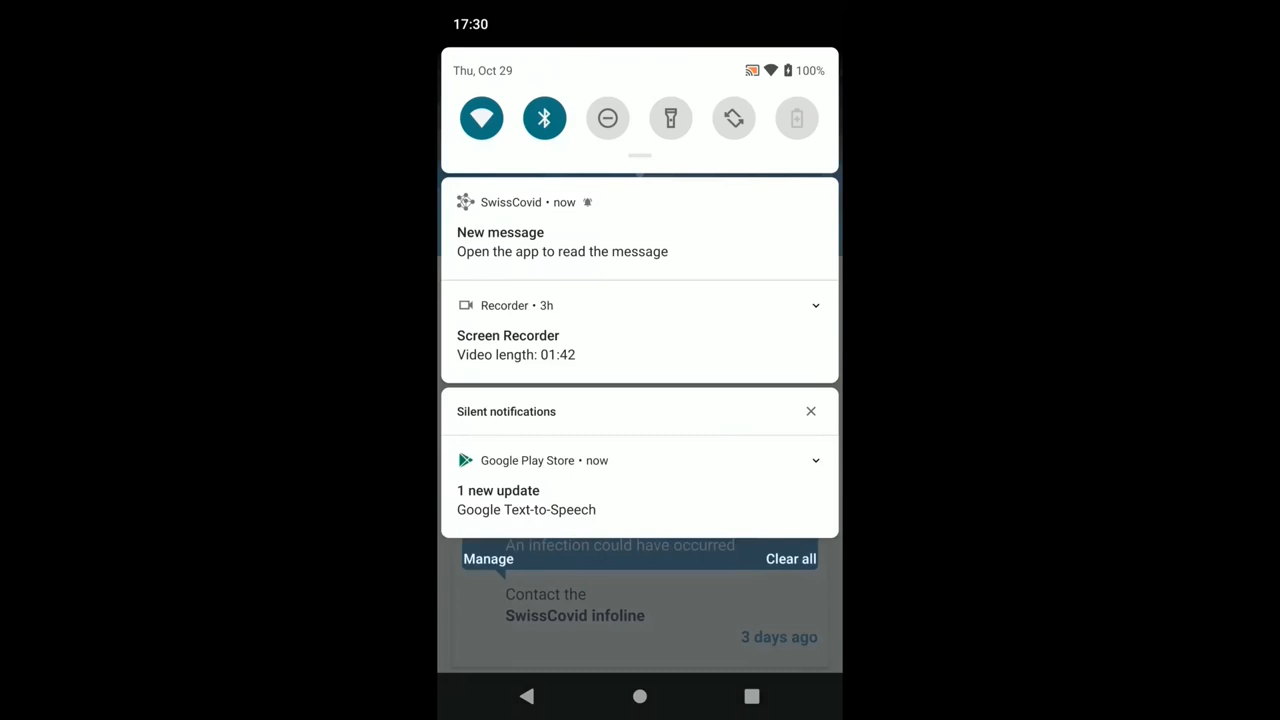 17:30
Thu, Oct 29
100%
SwissCovid • now
New message
Open the app to read the message
Recorder • 3h
Screen Recorder
Video length: 01:42
Silent notifications
Google Play Store • now
1 new update
Google Text-to-Speech
An infection could have occurred
Manage Clear all
Contact the
SwissCovid infoline
3 days ago